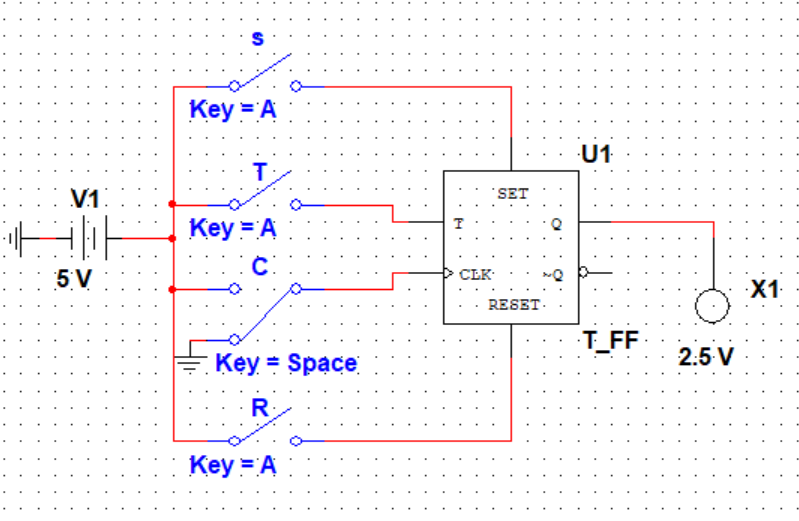 s
Key = A
V1
5 V
T
Key = A
C
Key = Space
R
Key = A
U1
SET
T
Q
CLK
~Q
RESET
T_FF
X1
2.5 V